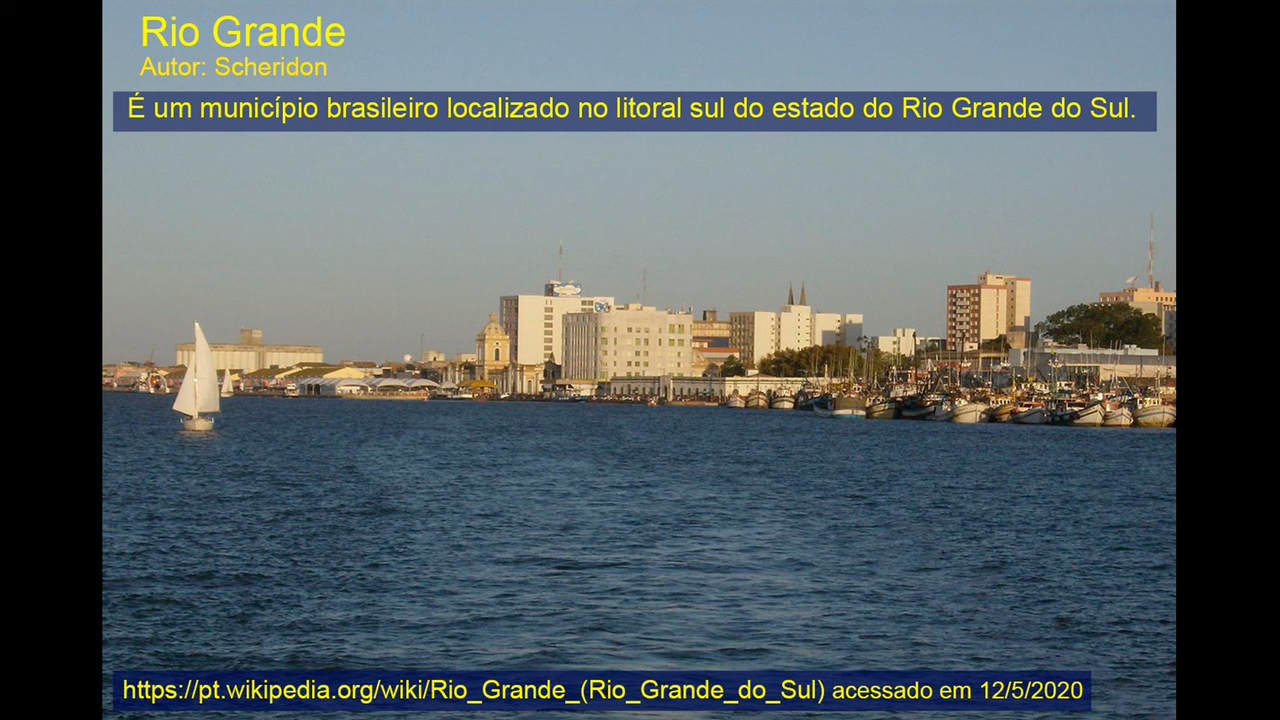 Rio Grande
Autor: Scheridon
É um município brasileiro localizado no litoral sul do estado do Rio Grande do Sul.
https://pt.wikipedia.org/wiki/Rio_Grande_(Rio_Grande_do_Sul) acessado em 12/5/2020